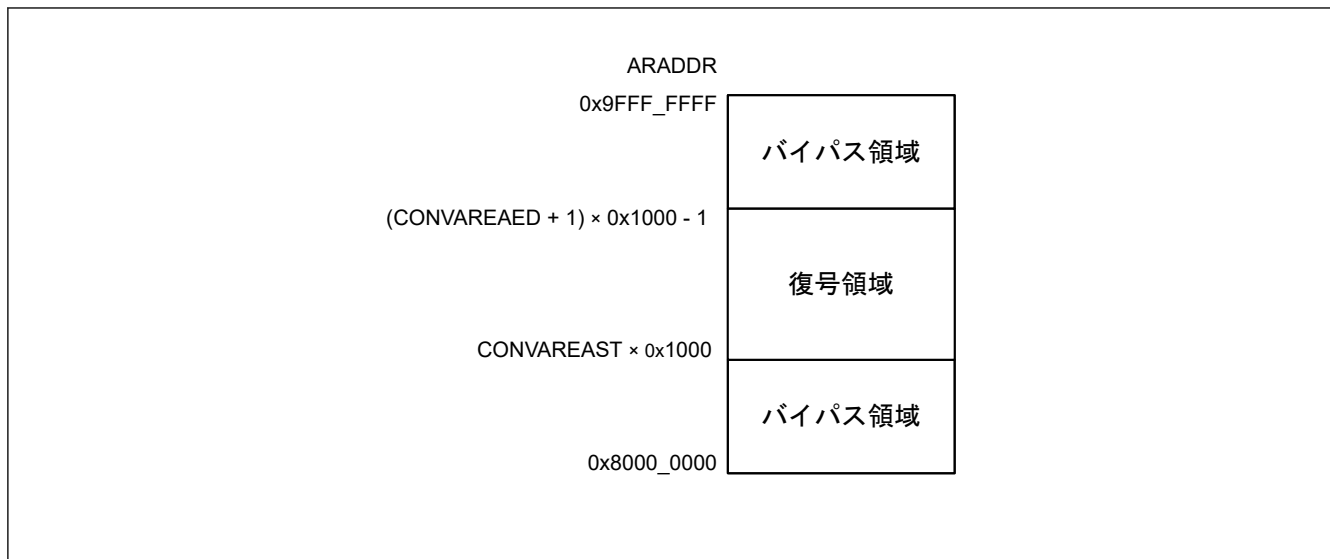 ARADDR
0x9FFF_FFFF
バイパス領域
(CONVAREAED + 1) × 0x1000 - 1
復号領域
CONVAREAST × 0x1000
バイパス領域
0x8000_0000